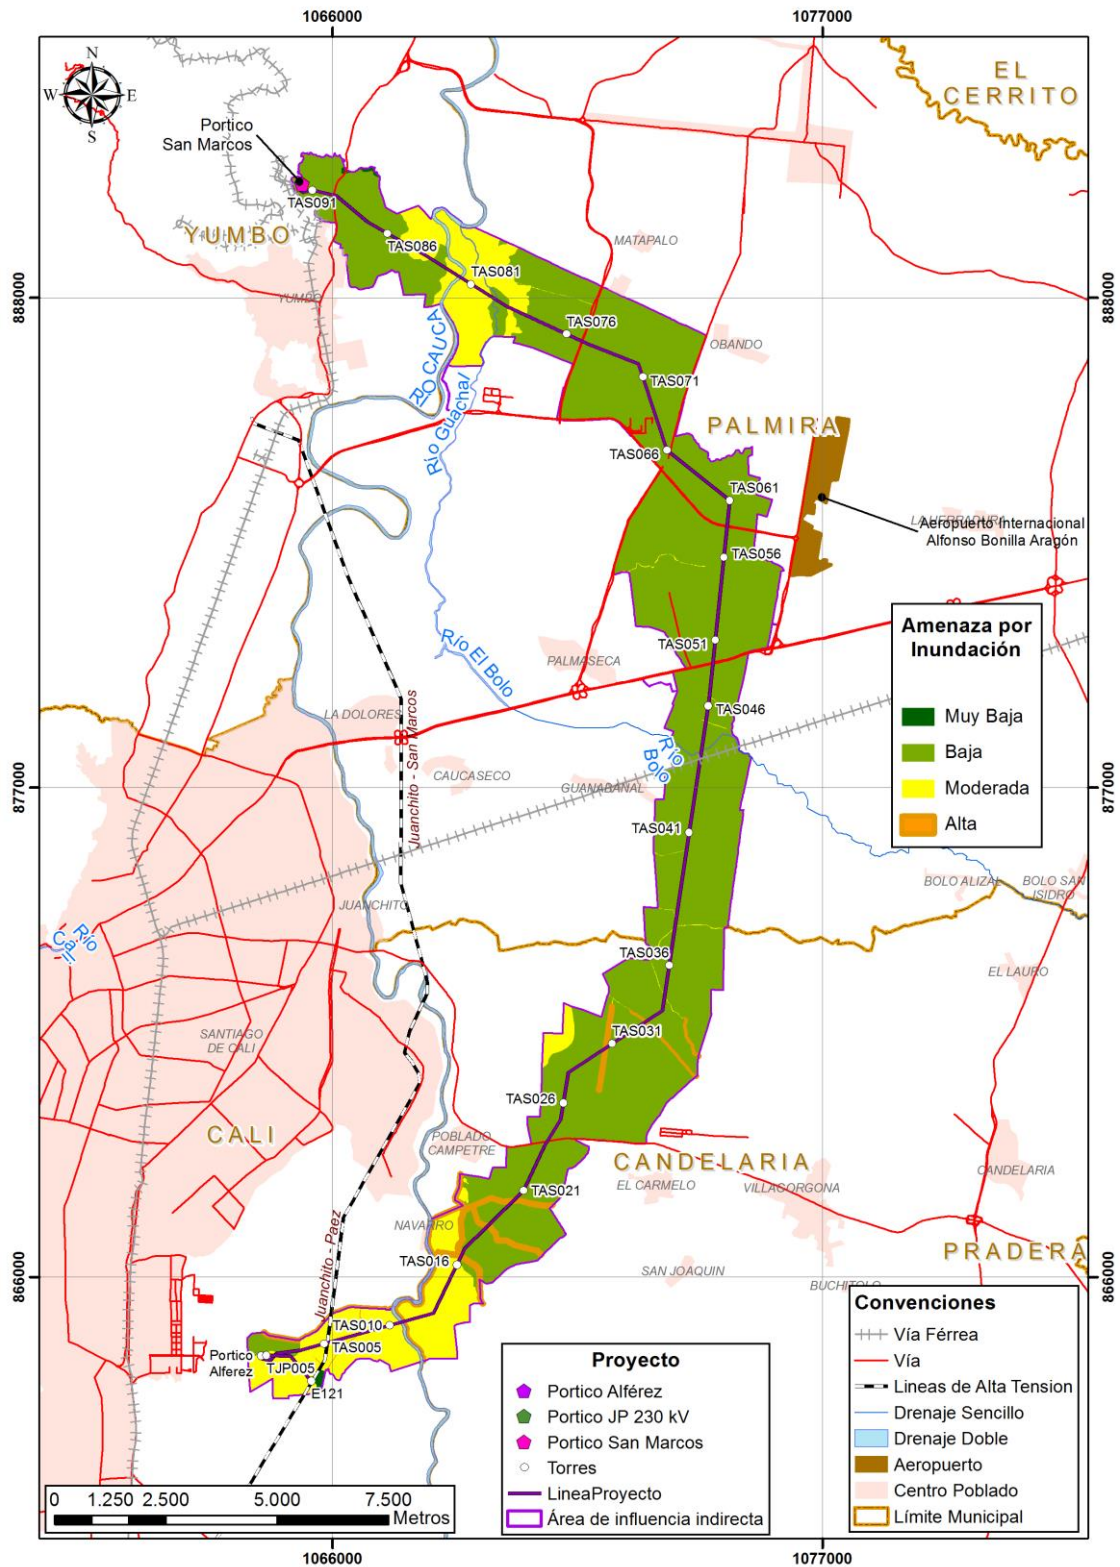 1066000
1077000
N
W
E
S
EL
CERRITO
Portico
San Marcos
TAS091
YUMBO
TAS086
MATAPALO
TAS081
YUMBO
888000
888000
TAS076
RÍO CAUCA
OBANDO
TAS071
Río Guachal
PALMIRA
TAS066
TAS061
LA HERRADURA
Aeropuerto Internacional
Alfonso Bonilla Aragón
TAS056
Amenaza por
Inundación
Muy Baja
Baja
Moderada
Alta
TAS051
Río El Bolo
PALMASECA
TAS046
LA DOLORES
Juanchito - San Marcos
Río
Bolo
CAUCASECO
GUANABANAL
877000
877000
TAS041
BOLO ALIZAL
BOLO SAN
ISIDRO
JUANCHITO
Río
Cali
TAS036
EL LAURO
SANTIAGO
DE CALI
TAS031
TAS026
CALI
POBLADO
CAMPETRE
CANDELARIA
CANDELARIA
TAS021
EL CARMELO
VILLAGORGONA
NAVARRO
PRADERA
TAS016
SAN JOAQUIN
BUCHITOLO
866000
866000
Juanchito - Paez
TAS010
TAS005
Portico
Alferez
TJP005
E121
Proyecto
Portico Alférez
Portico JP 230 kV
Portico San Marcos
Torres
LineaProyecto
Área de influencia indirecta
Convenciones
Vía Férrea
Vía
Lineas de Alta Tension
Drenaje Sencillo
Drenaje Doble
Aeropuerto
Centro Poblado
Límite Municipal
0 1.250 2.500 5.000 7.500
Metros
1066000
1077000